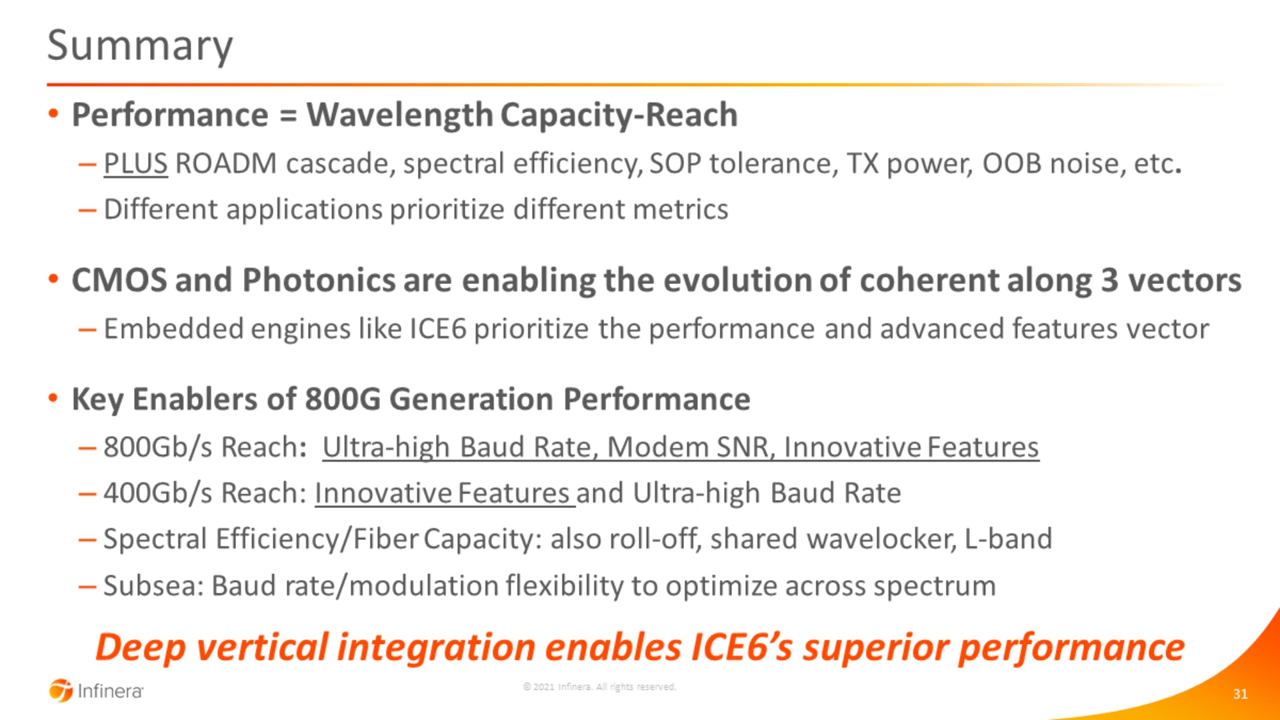 Summary
• Performance = Wavelength Capacity-Reach
– PLUS ROADM cascade, spectral efficiency, SOP tolerance, TX power, OOB noise, etc.
– Different applications prioritize different metrics
• CMOS and Photonics are enabling the evolution of coherent along 3 vectors
– Embedded engines like ICE6 prioritize the performance and advanced features vector
• Key Enablers of 800G Generation Performance
– 800Gb/s Reach: Ultra-high Baud Rate, Modem SNR, Innovative Features
– 400Gb/s Reach: Innovative Features and Ultra-high Baud Rate
– Spectral Efficiency/Fiber Capacity: also roll-off, shared wavelocker, L-band
– Subsea: Baud rate/modulation flexibility to optimize across spectrum
Deep vertical integration enables ICE6’s superior performance
Infinera
© 2021 Infinera. All rights reserved.
31